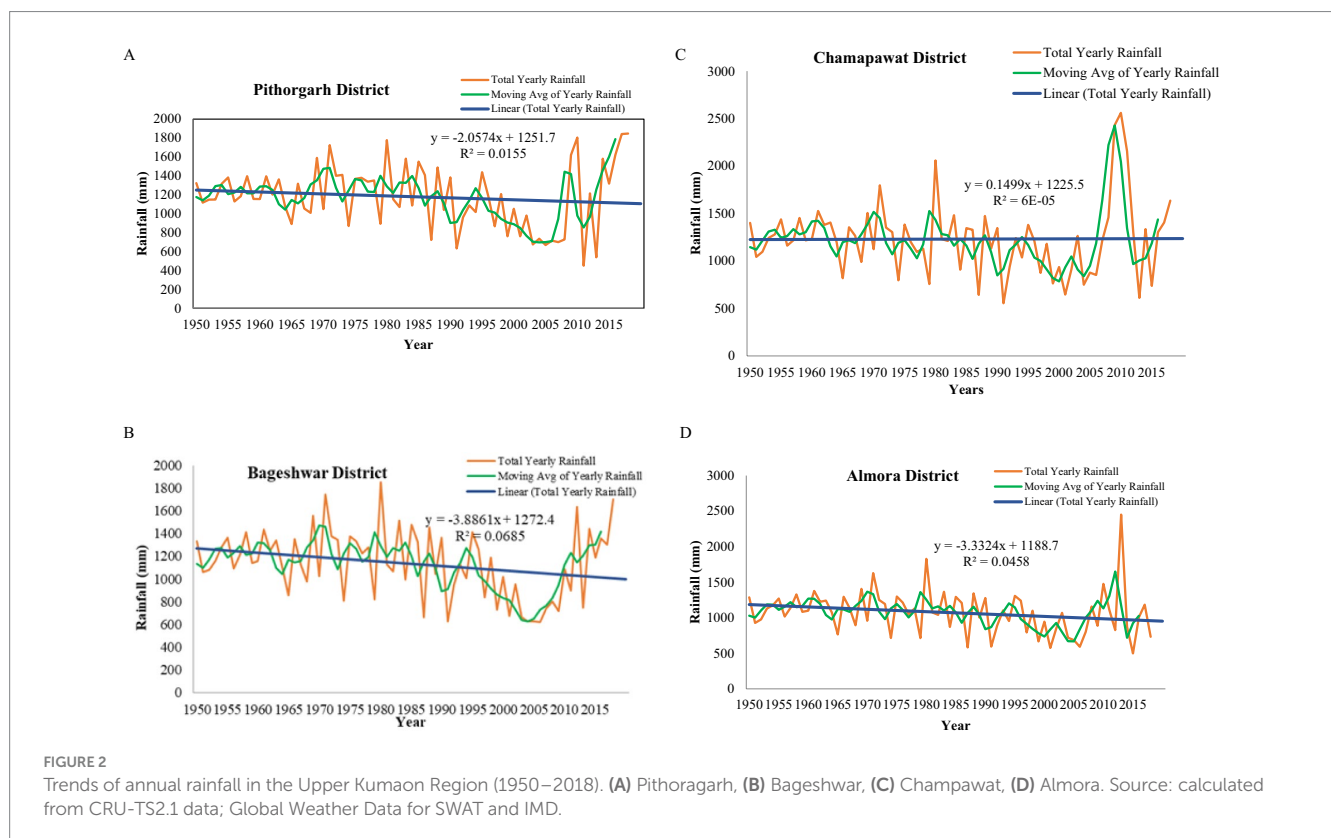 A
Pithorgarh District
Total Yearly Rainfall
Moving Avg of Yearly Rainfall
Linear (Total Yearly Rainfall)
y = -2.0574x + 1251.7
R² = 0.0155
Rainfall (mm)
2000
1800
1600
1400
1200
1000
800
600
400
200
0
1950 1955 1960 1965 1970 1975 1980 1985 1990 1995 2000 2005 2010 2015
Year
B
Bageshwar District
Total Yearly Rainfall
Moving Avg of Yearly Rainfall
Linear (Total Yearly Rainfall)
y = -3.8861x + 1272.4
R² = 0.0685
Rainfall (mm)
2000
1800
1600
1400
1200
1000
800
600
400
200
0
1950 1955 1960 1965 1970 1975 1980 1985 1990 1995 2000 2005 2010 2015
Year
C
Chamapawat District
Total Yearly Rainfall
Moving Avg of Yearly Rainfall
Linear (Total Yearly Rainfall)
y = 0.1499x + 1225.5
R² = 6E-05
Rainfall (mm)
3000
2500
2000
1500
1000
500
0
1950 1955 1960 1965 1970 1975 1980 1985 1990 1995 2000 2005 2010 2015
Years
D
Almora District
Total Yearly Rainfall
Moving Avg of Yearly Rainfall
Linear (Total Yearly Rainfall)
y = -3.3324x + 1188.7
R² = 0.0458
Rainfall (mm)
3000
2500
2000
1500
1000
500
0
1950 1955 1960 1965 1970 1975 1980 1985 1990 1995 2000 2005 2010 2015
Year
FIGURE 2
Trends of annual rainfall in the Upper Kumaon Region (1950–2018). (A) Pithoragarh, (B) Bageshwar, (C) Champawat, (D) Almora. Source: calculated
from CRU-TS2.1 data; Global Weather Data for SWAT and IMD.